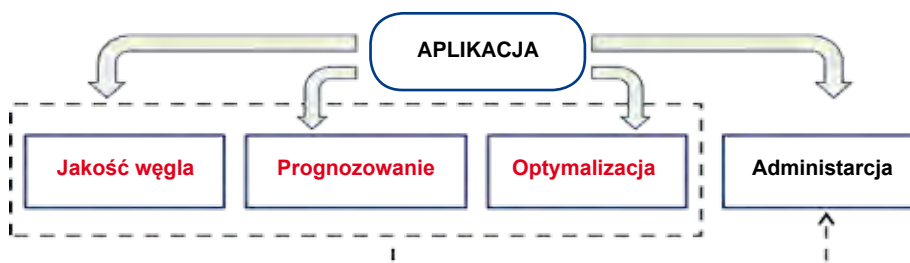 APLIKACJA
Jakość węgla
Prognozowanie
Optymalizacja
Administarcja